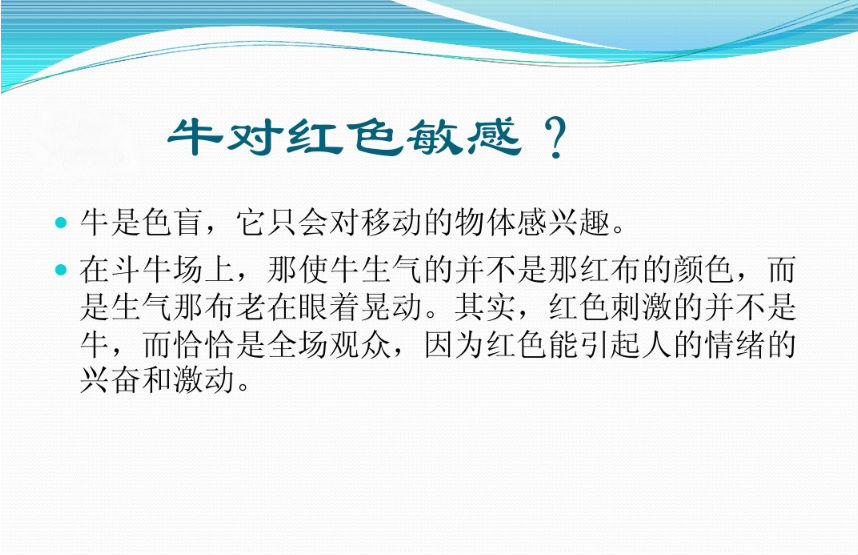 牛对红色敏感？
牛是色盲，它只会对移动的物体感兴趣。
在斗牛场上，那使牛生气的并不是那红布的颜色，而
是生气那布老在眼着晃动。其实，红色刺激的并不是
牛，而恰恰是全场观众，因为红色能引起人的情绪的
兴奋和激动。